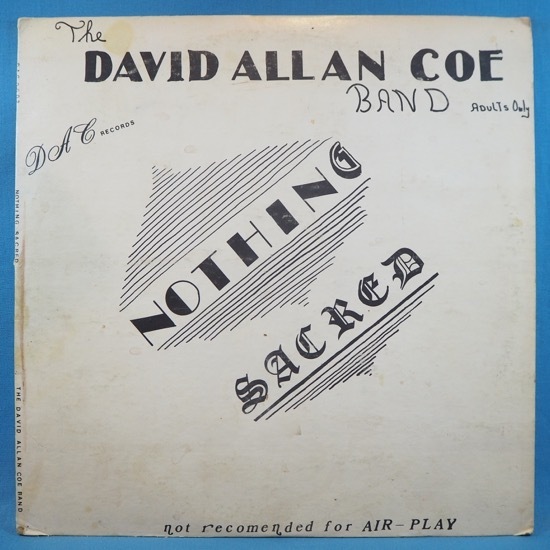 The
DAVID ALLAN COE
BAND ADULTS Only
DAC RECORDS
NOTHING
SACRED
NOTHING SACRED
THE DAVID ALLAN COE BAND
not recomended for AIR-PLAY